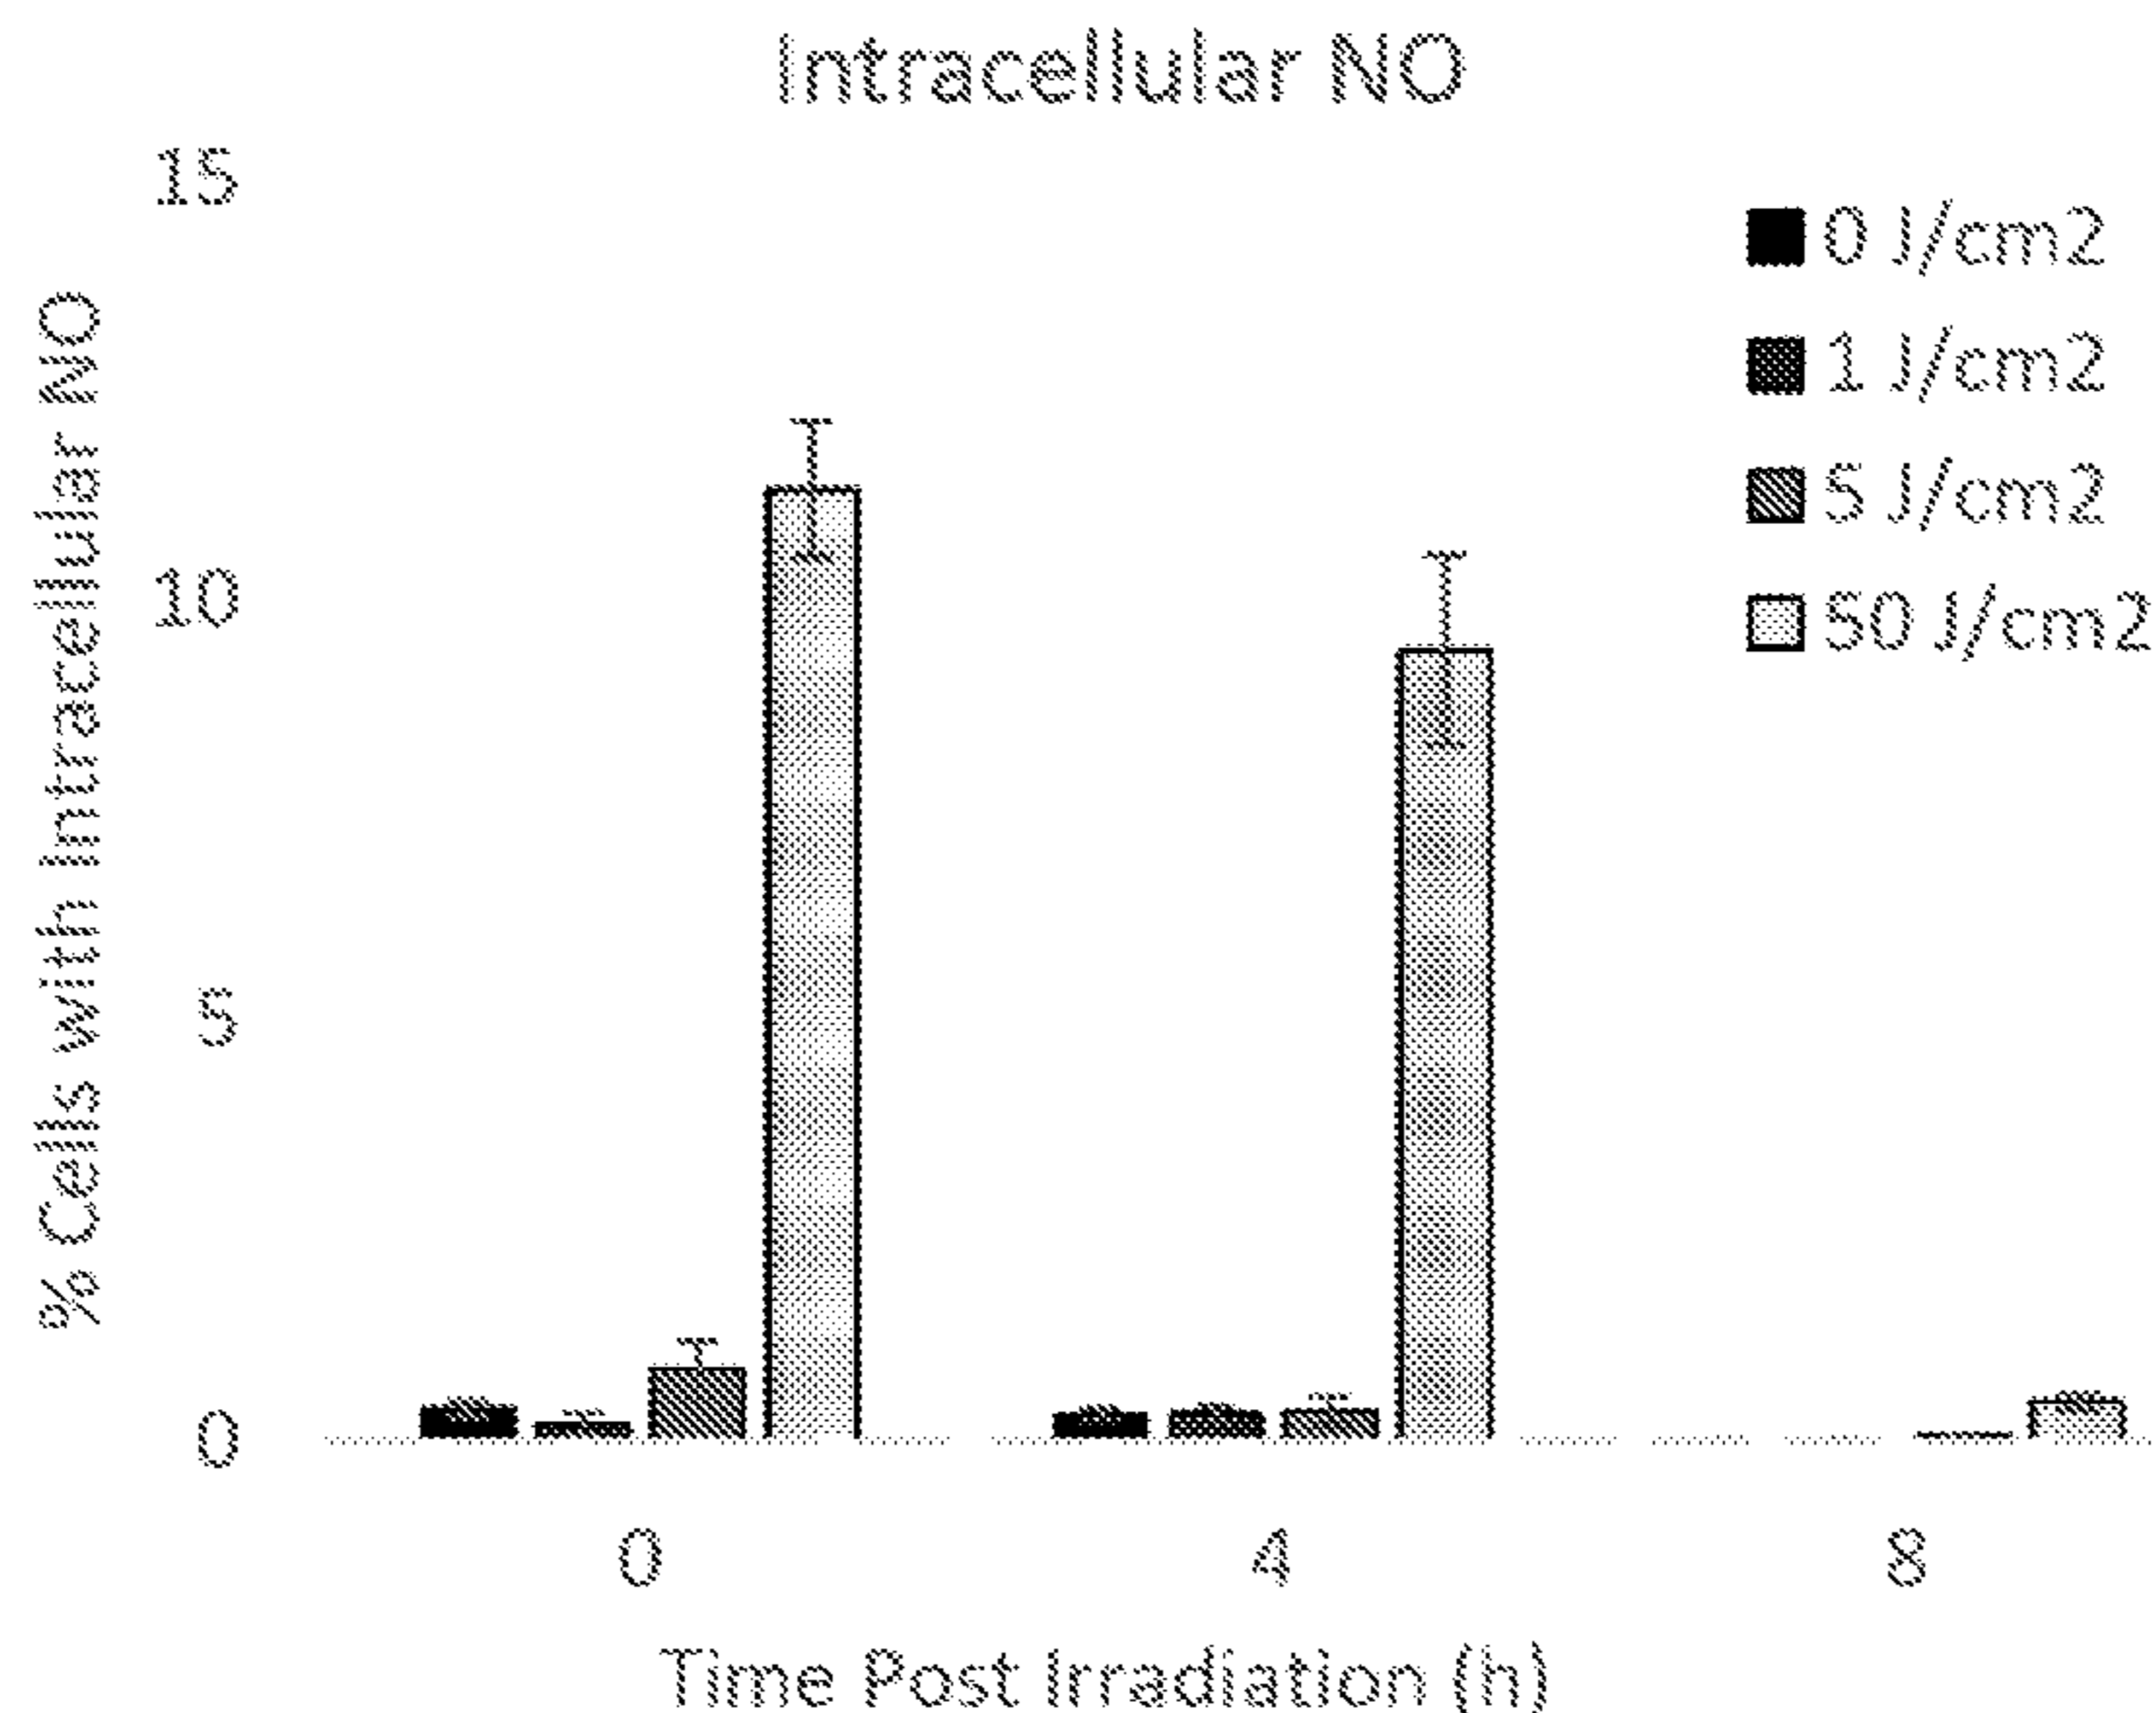 Intracellular NO
15
10
5
0
% Cells with Intracellular NO
0 J/cm2
1 J/cm2
5 J/cm2
50 J/cm2
0 4 8
Time Post Irradiation (h)